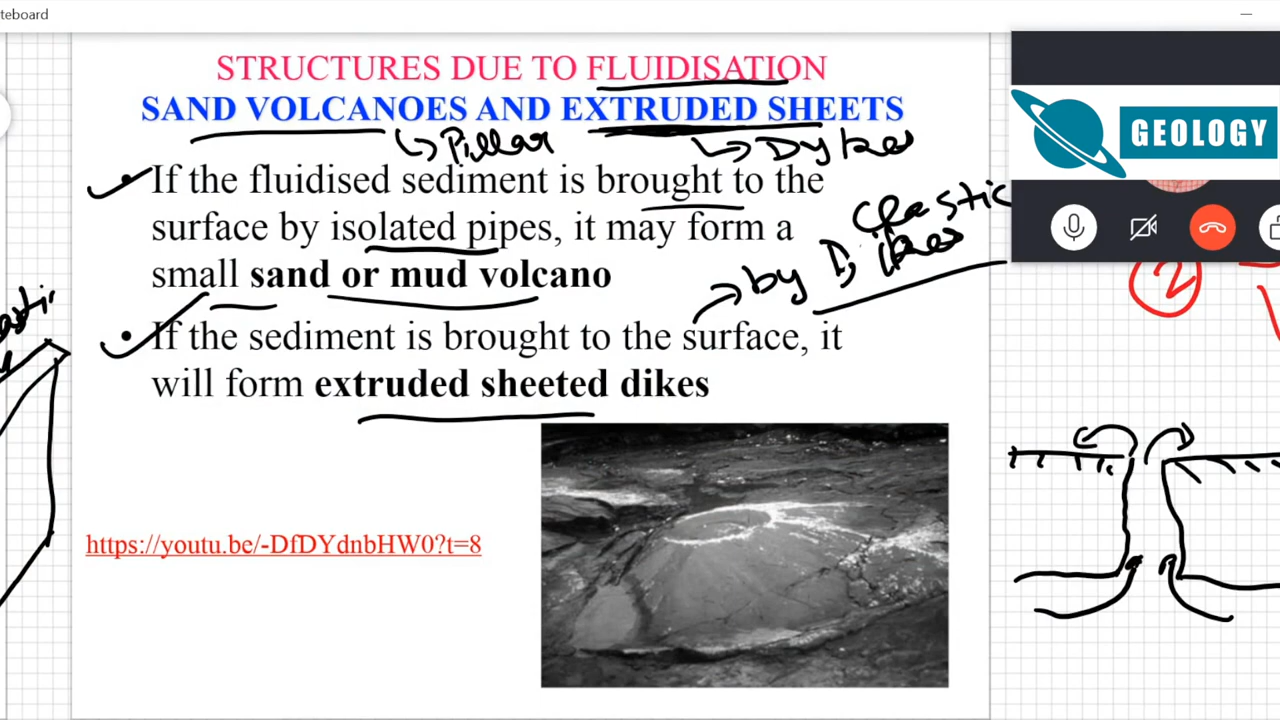 teboard
STRUCTURES DUE TO FLUIDISATION
SAND VOLCANOES AND EXTRUDED SHEETS
Pillar
Dykes
• If the fluidised sediment is brought to the
surface by isolated pipes, it may form a
small sand or mud volcano
clastic
by Dikes
• If the sediment is brought to the surface, it
will form extruded sheeted dikes
https://youtu.be/-DfDYdnbHW0?t=8
GEOLOGY
2